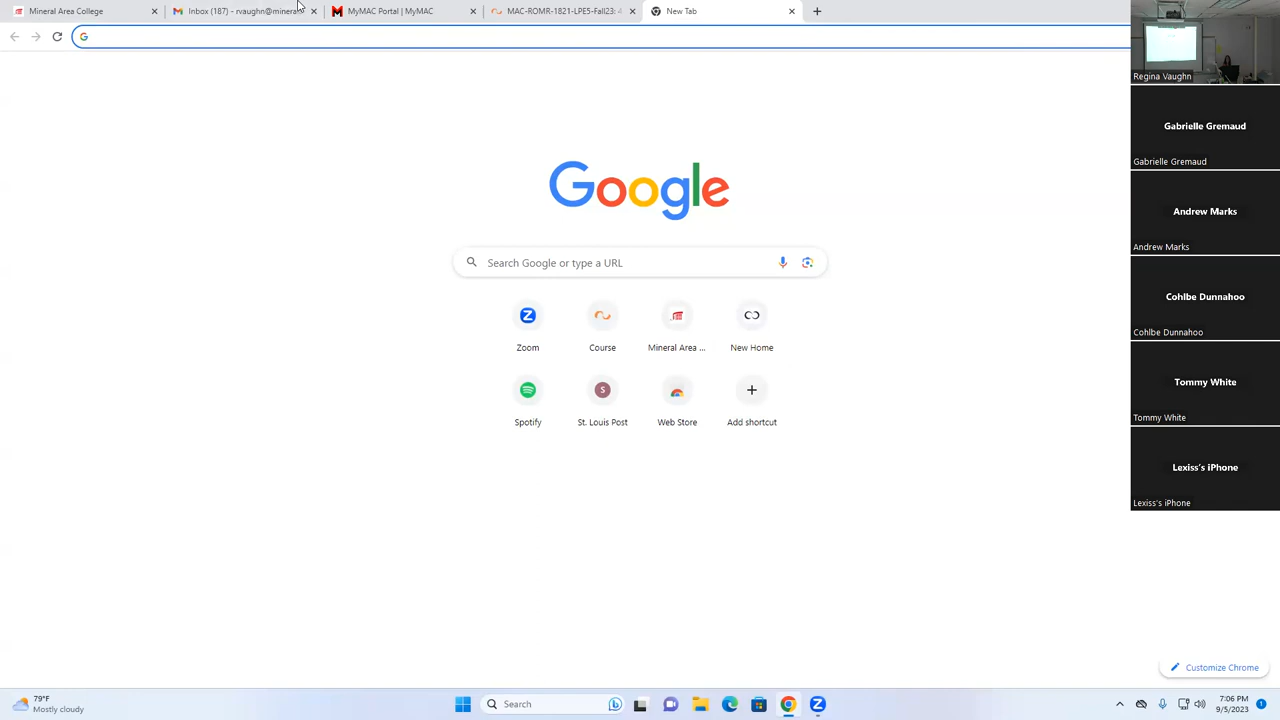 Mineral Area College
Inbox (187) - rvaughn@minera
MyMAC Portal | MyMAC
MAC-ROMR-1821-LPE5-Fall23:
New Tab
Google
Search Google or type a URL
Zoom
Course
Mineral Area ...
New Home
Spotify
S
St. Louis Post
Web Store
Add shortcut
Customize Chrome
Regina Vaughn
Gabrielle Gremaud
Gabrielle Gremaud
Andrew Marks
Andrew Marks
Cohlbe Dunnahoo
Cohlbe Dunnahoo
Tommy White
Tommy White
Lexiss's iPhone
Lexiss's iPhone
79°F
Mostly cloudy
Search
7:06 PM
9/5/2023
1